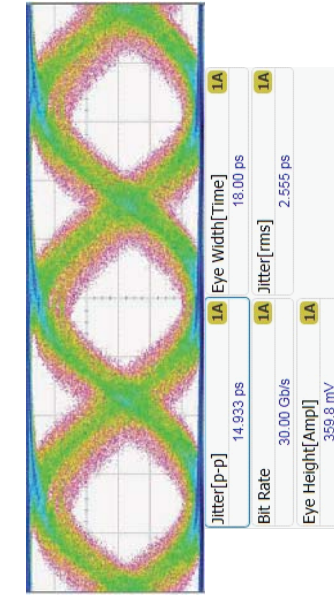 Jitter[p-p] 1A
14.933 ps
Eye Width[Time] 1A
18.00 ps
Bit Rate 1A
30.00 Gb/s
Jitter[rms] 1A
2.555 ps
Eye Height[Ampl] 1A
359.8 mV